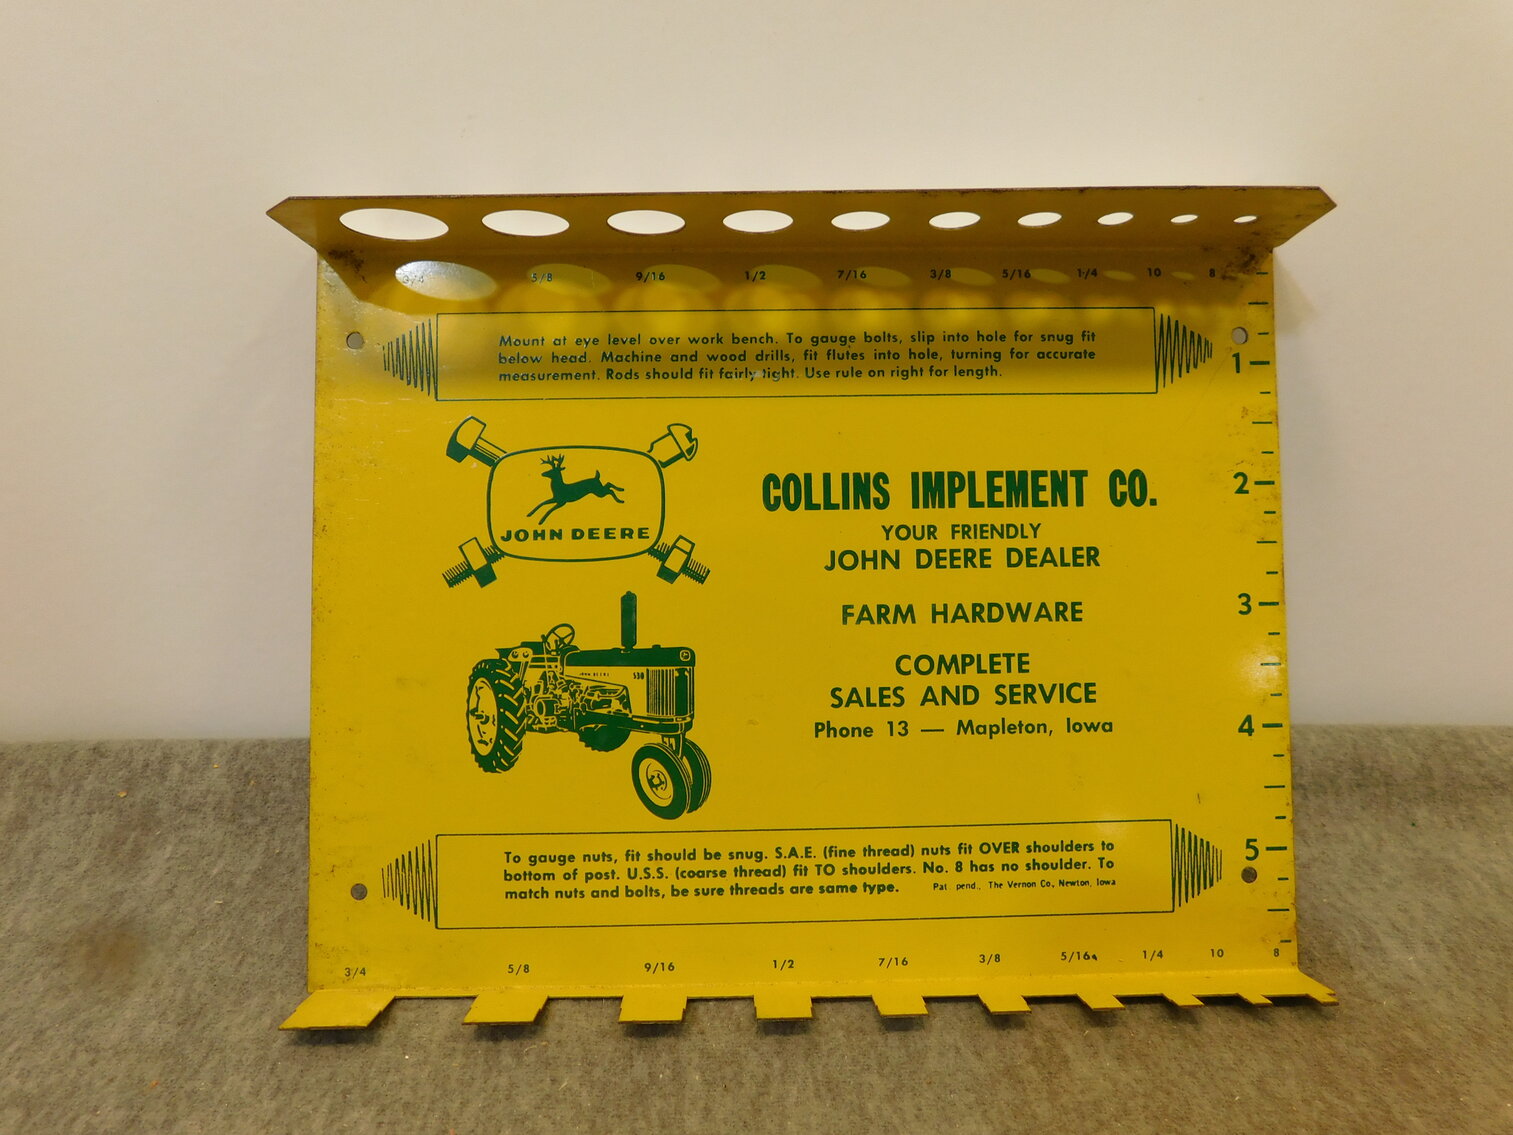 3/4 5/8 9/16 1/2 7/16 3/8 5/16 1/4 10 8
Mount at eye level over work bench. To gauge bolts, slip into hole for snug fit
below head. Machine and wood drills, fit flutes into hole, turning for accurate
measurement. Rods should fit fairly tight. Use rule on right for length.
JOHN DEERE
COLLINS IMPLEMENT CO.
YOUR FRIENDLY
JOHN DEERE DEALER
FARM HARDWARE
COMPLETE
SALES AND SERVICE
Phone 13 — Mapleton, Iowa
JOHN DEERE 530
1
2
3
4
5
To gauge nuts, fit should be snug. S.A.E. (fine thread) nuts fit OVER shoulders to
bottom of post. U.S.S. (coarse thread) fit TO shoulders. No. 8 has no shoulder. To
match nuts and bolts, be sure threads are same type. Pat. pend., The Vernon Co., Newton, Iowa
3/4 5/8 9/16 1/2 7/16 3/8 5/16 1/4 10 8